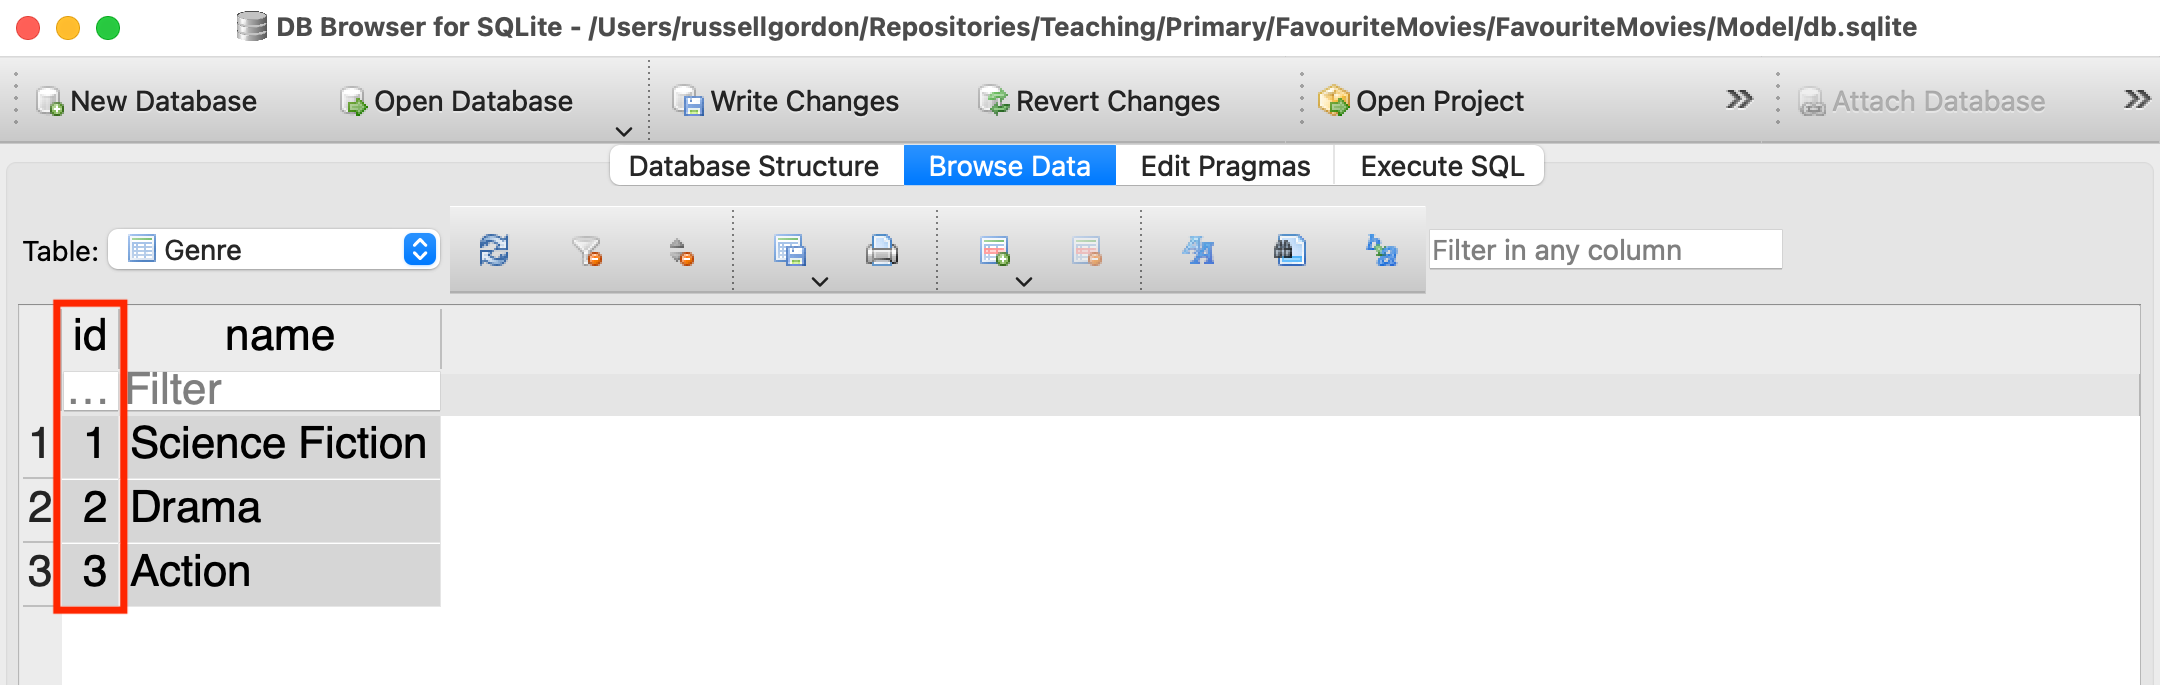 DB Browser for SQLite - /Users/russellgordon/Repositories/Teaching/Primary/FavouriteMovies/FavouriteMovies/Model/db.sqlite
New Database Open Database Write Changes Revert Changes Open Project Attach Database
Database Structure Browse Data Edit Pragmas Execute SQL
Table: Genre Filter in any column
id name
... Filter
1 1 Science Fiction
2 2 Drama
3 3 Action